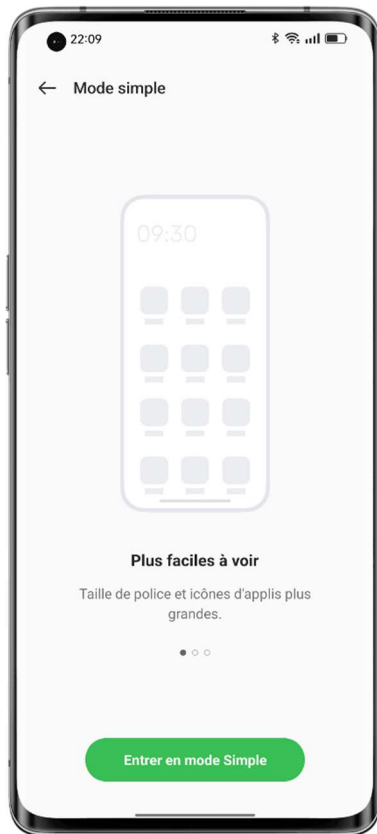 22:09
Mode simple
09:30
Plus faciles à voir
Taille de police et icônes d'applis plus
grandes.
Entrer en mode Simple